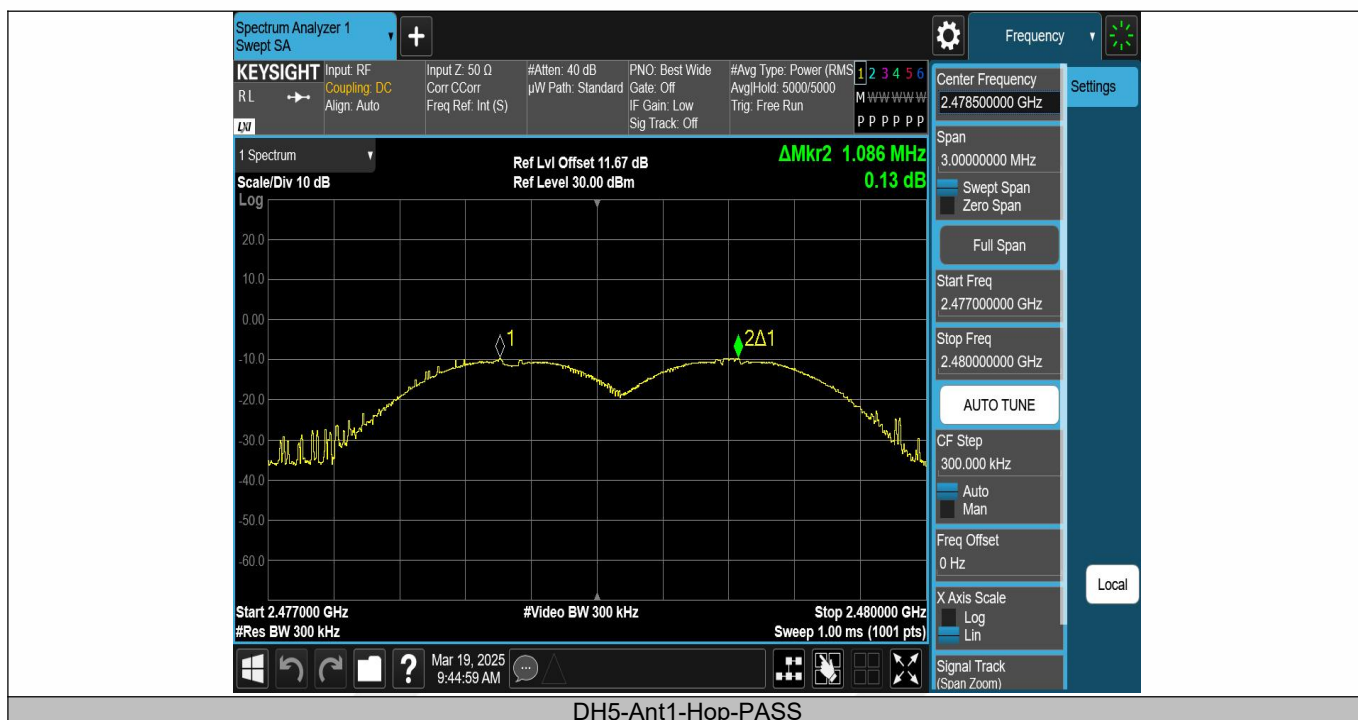 Spectrum Analyzer 1
Swept SA
+
Frequency
KEYSIGHT
Input: RF
Coupling: DC
Align: Auto
Input Z: 50 Ω
Corr CCorr
Freq Ref: Int (S)
#Atten: 40 dB
µW Path: Standard
PNO: Best Wide
Gate: Off
IF Gain: Low
Sig Track: Off
#Avg Type: Power (RMS
Avg|Hold: 5000/5000
Trig: Free Run
1 2 3 4 5 6
M W W W W W
P P P P P P
R L
LXI
1 Spectrum
Scale/Div 10 dB
Log
Ref Lvl Offset 11.67 dB
Ref Level 30.00 dBm
ΔMkr2 1.086 MHz
0.13 dB
20.0
10.0
0.00
-10.0
-20.0
-30.0
-40.0
-50.0
-60.0
1
2Δ1
Start 2.477000 GHz
#Res BW 300 kHz
#Video BW 300 kHz
Stop 2.480000 GHz
Sweep 1.00 ms (1001 pts)
Center Frequency
2.478500000 GHz
Settings
Span
3.00000000 MHz
Swept Span
Zero Span
Full Span
Start Freq
2.477000000 GHz
Stop Freq
2.480000000 GHz
AUTO TUNE
CF Step
300.000 kHz
Auto
Man
Freq Offset
0 Hz
X Axis Scale
Log
Lin
Signal Track
(Span Zoom)
Local
?
Mar 19, 2025
9:44:59 AM
DH5-Ant1-Hop-PASS